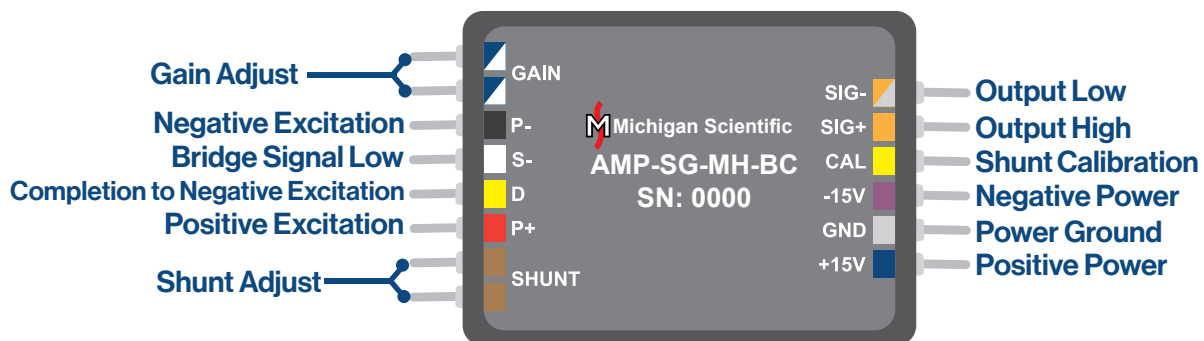 Gain Adjust
Negative Excitation
Bridge Signal Low
Completion to Negative Excitation
Positive Excitation
Shunt Adjust
GAIN
P-
S-
D
P+
SHUNT
M Michigan Scientific
AMP-SG-MH-BC
SN: 0000
SIG-
SIG+
CAL
-15V
GND
+15V
Output Low
Output High
Shunt Calibration
Negative Power
Power Ground
Positive Power